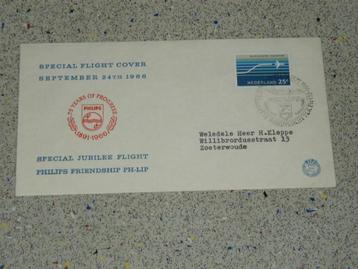 SPECIAL FLIGHT COVER
SEPTEMBER 24TH 1966
NEDERLAND 25c
75 YEARS OF PROGRESS
PHILIPS
1891-1966
Weledele Heer H.Kleppe
Willibrordusstraat 13
Zoeterwoude
SPECIAL JUBILEE FLIGHT
PHILIPS FRIENDSHIP PH-LIP